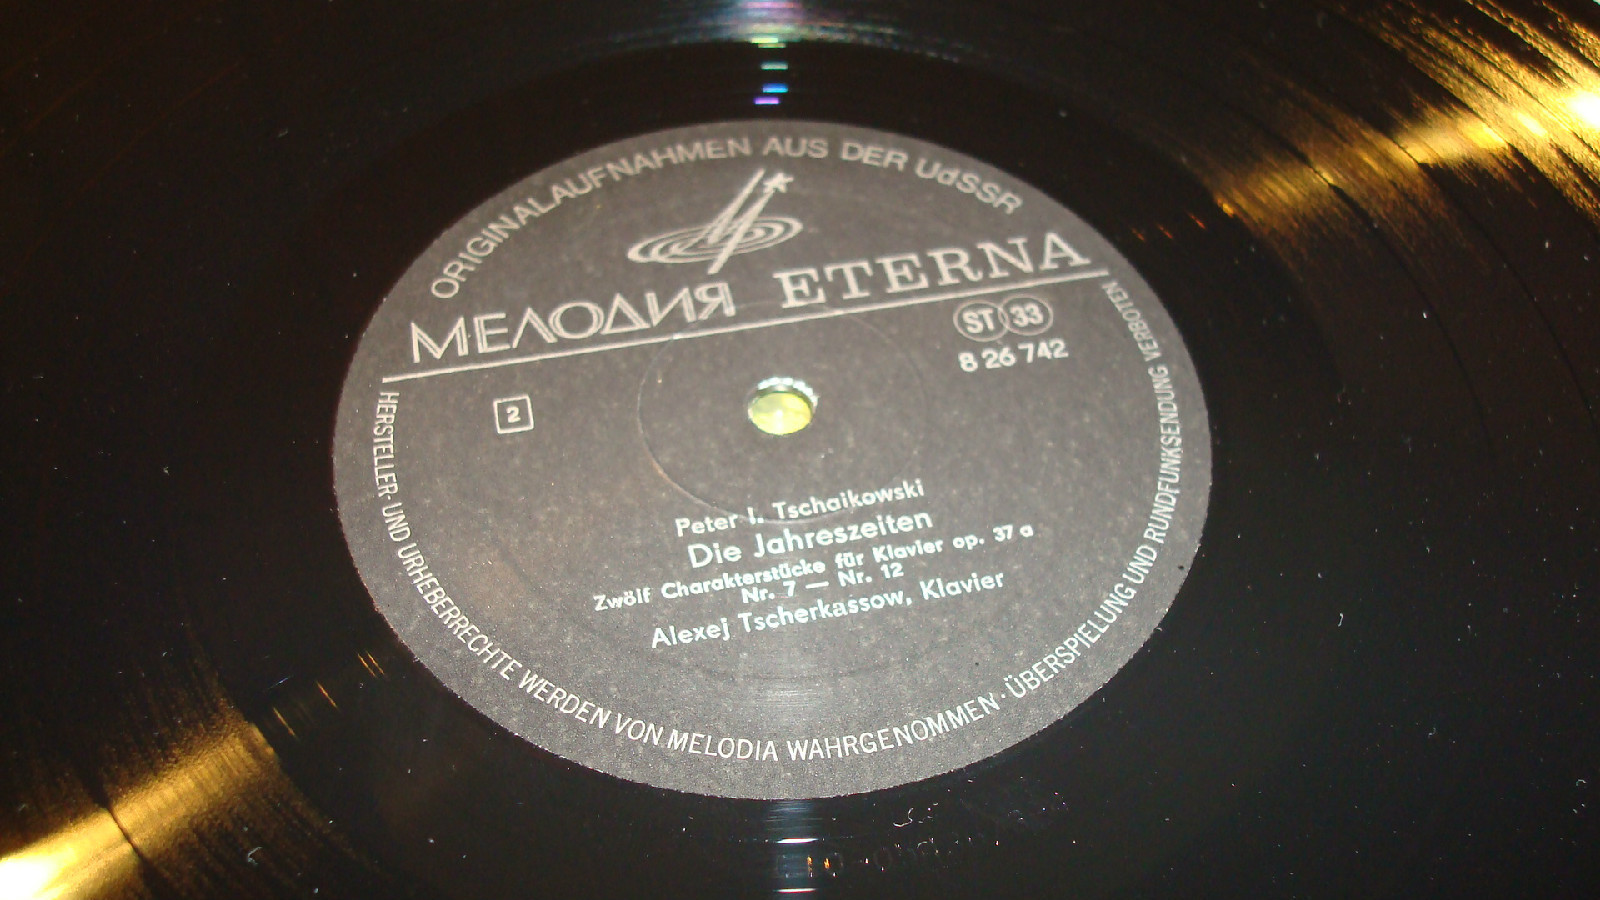 ORIGINALAUFNAHMEN AUS DER UdSSR
МЕЛОДИЯ ETERNA
ST 33
8 26 742
2
Peter I. Tschaikowski
Die Jahreszeiten
Zwölf Charakterstücke für Klavier op. 37 a
Nr. 7 — Nr. 12
Alexej Tscherkassow, Klavier
HERSTELLER- UND URHEBERRECHTE WERDEN VON MELODIA WAHRGENOMMEN · ÜBERSPIELUNG UND RUNDFUNKSENDUNG VERBOTEN